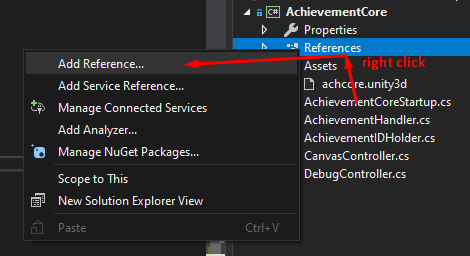 Add Reference...
Add Service Reference...
Manage Connected Services
Add Analyzer...
Manage NuGet Packages...
Scope to This
New Solution Explorer View
Paste Ctrl+V
C# AchievementCore
Properties
References
right click
Assets
achcore.unity3d
AchievementCoreStartup.cs
AchievementHandler.cs
AchievementIDHolder.cs
CanvasController.cs
DebugController.cs